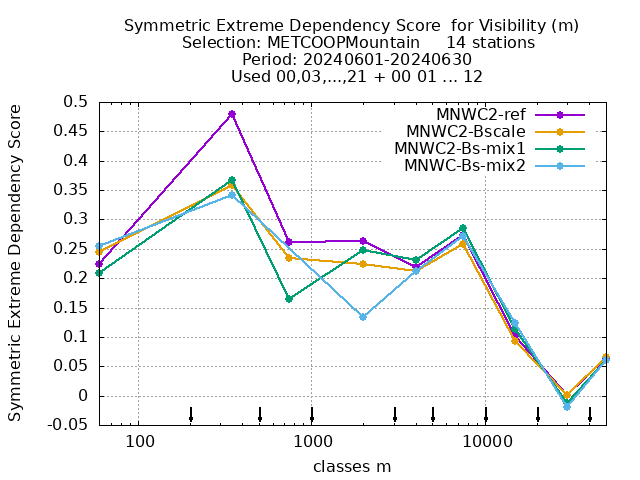 Symmetric Extreme Dependency Score  for Visibility (m)
Selection: METCOOPMountain     14 stations
Period: 20240601-20240630
Used 00,03,...,21 + 00 01 ... 12
Symmetric Extreme Dependency Score
0.5
0.45
0.4
0.35
0.3
0.25
0.2
0.15
0.1
0.05
0
-0.05
MNWC2-ref
MNWC2-Bscale
MNWC2-Bs-mix1
MNWC-Bs-mix2
100 1000 10000
classes m